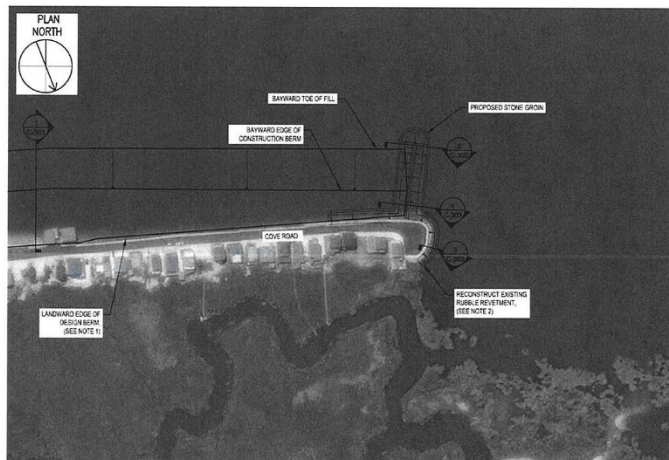 PLAN
NORTH
BAYWARD TOE OF FILL
PROPOSED STONE GROIN
BAYWARD EDGE OF
CONSTRUCTION BERM
COVE ROAD
LANDWARD EDGE OF
DESIGN BERM,
(SEE NOTE 1)
RECONSTRUCT EXISTING
RUBBLE REVETMENT,
(SEE NOTE 2)